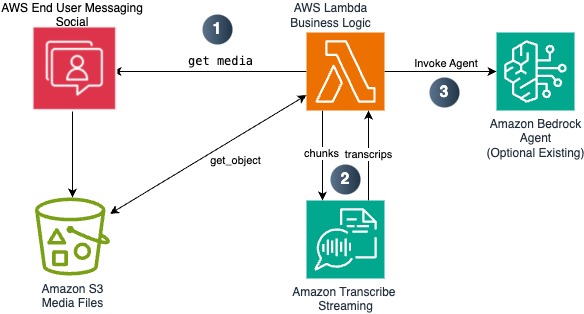 AWS End User Messaging
Social
1
AWS Lambda
Business Logic
get media
Invoke Agent
3
Amazon Bedrock
Agent
(Optional Existing)
get_object
chunks
transcrips
2
Amazon S3
Media Files
Amazon Transcribe
Streaming